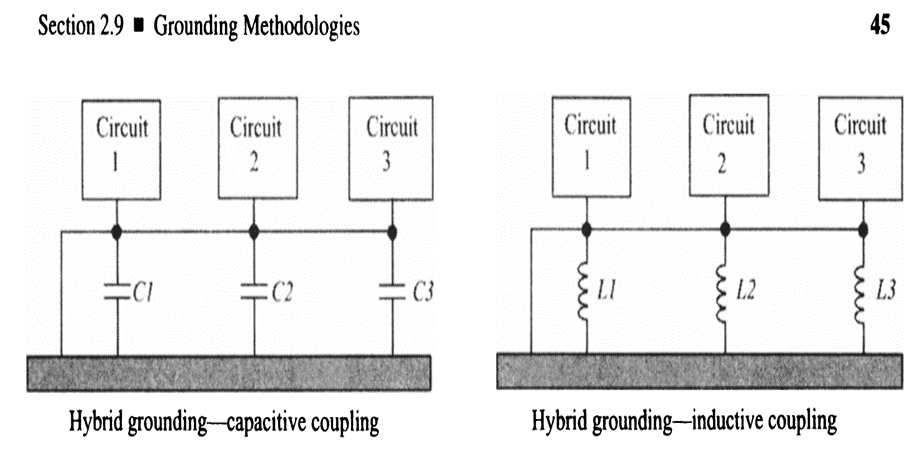 Section 2.9 ■ Grounding Methodologies 45
Circuit Circuit Circuit
1 2 3
C1 C2 C3
Hybrid grounding—capacitive coupling
Circuit Circuit Circuit
1 2 3
L1 L2 L3
Hybrid grounding—inductive coupling